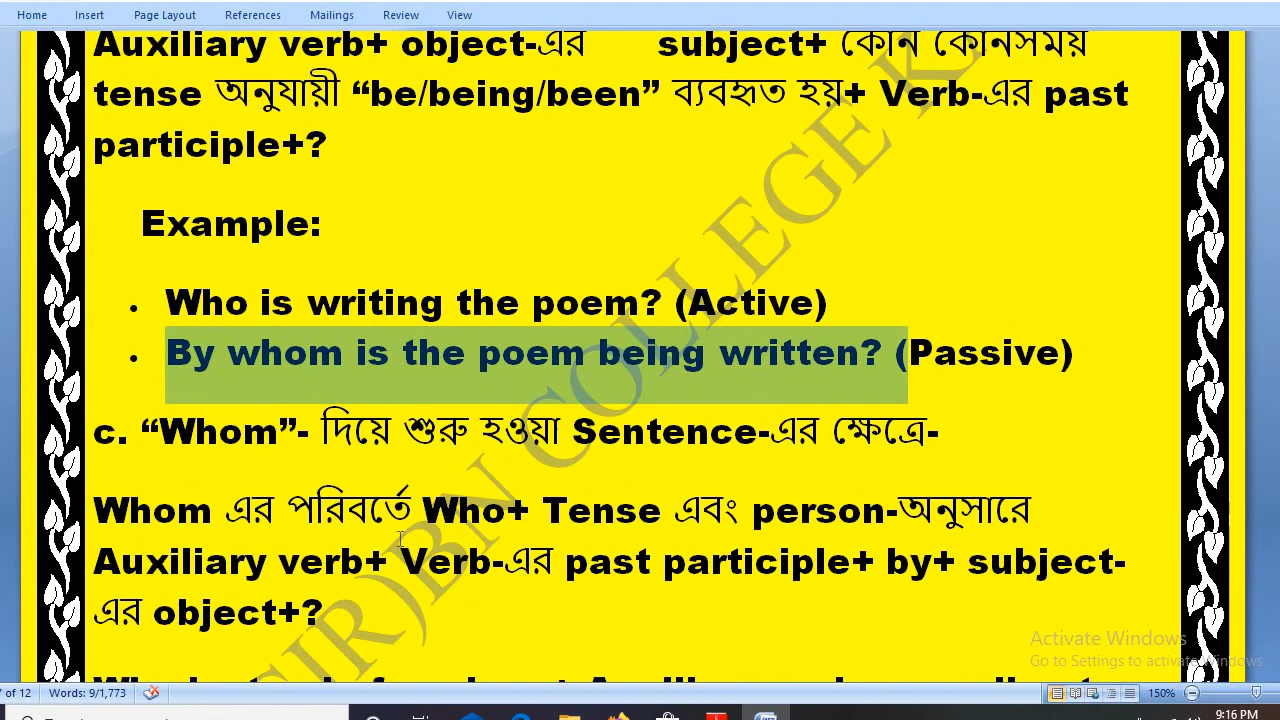 Home Insert Page Layout References Mailings Review View
Auxiliary verb+ object-এর subject+ কোন কোনসময়
tense অনুযায়ী “be/being/been” ব্যবহৃত হয়+ Verb-এর past
participle+?
Example:
• Who is writing the poem? (Active)
• By whom is the poem being written? (Passive)
c. “Whom”- দিয়ে শুরু হওয়া Sentence-এর ক্ষেত্রে-
Whom এর পরিবর্তে Who+ Tense এবং person-অনুসারে
Auxiliary verb+ Verb-এর past participle+ by+ subject-
এর object+?
SIR)BN COLLEGE
Activate Windows
Go to Settings to activate Windows
of 12 Words: 9/1,773 150%
9:16 PM